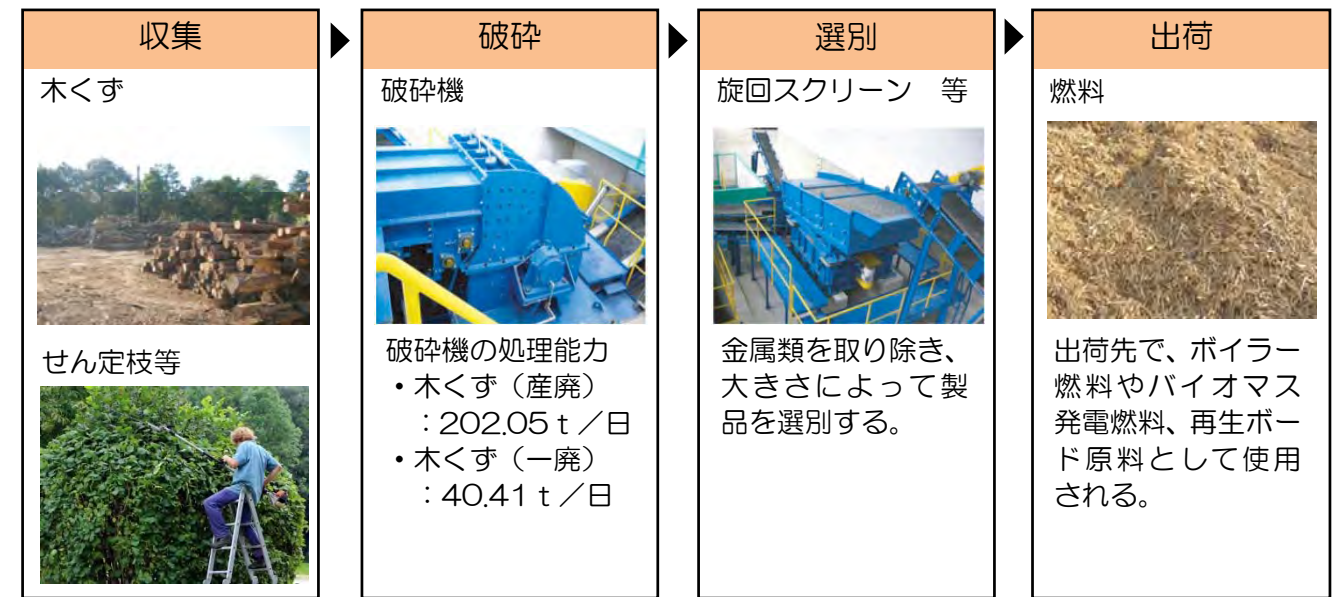 収集
木くず
せん定枝等
破砕
破砕機
破砕機の処理能力
・木くず（産廃）
：202.05ｔ／日
・木くず（一廃）
：40.41ｔ／日
選別
旋回スクリーン　等
金属類を取り除き、
大きさによって製
品を選別する。
出荷
燃料
出荷先で、ボイラー
燃料やバイオマス
発電燃料、再生ボー
ド原料として使用
される。